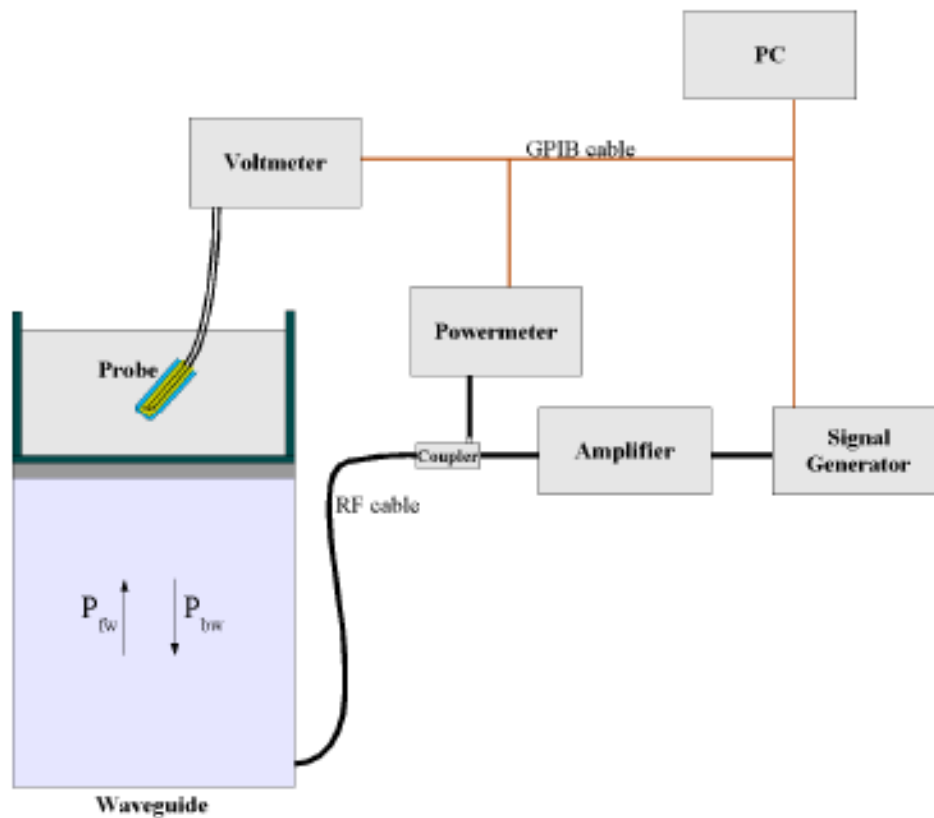 PC
GPIB cable
Voltmeter
Powermeter
Probe
Coupler
Amplifier
Signal
Generator
RF cable
P
fw
P
bw
Waveguide